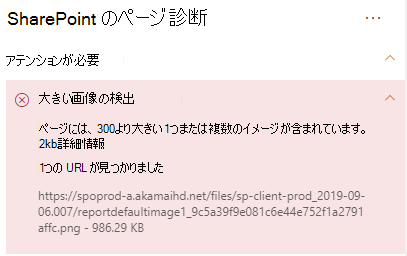 SharePoint のページ診断
アテンションが必要
大きい画像の検出
ページには、300より大きい1つまたは複数のイメージが含まれています。
2kb詳細情報
1つの URL が見つかりました
https://spoprod-a.akamaihd.net/files/sp-client-prod_2019-09-
06.007/reportdefaultimage1_9c5a39f9e081c6e44e752f1a2791
affc.png - 986.29 KB